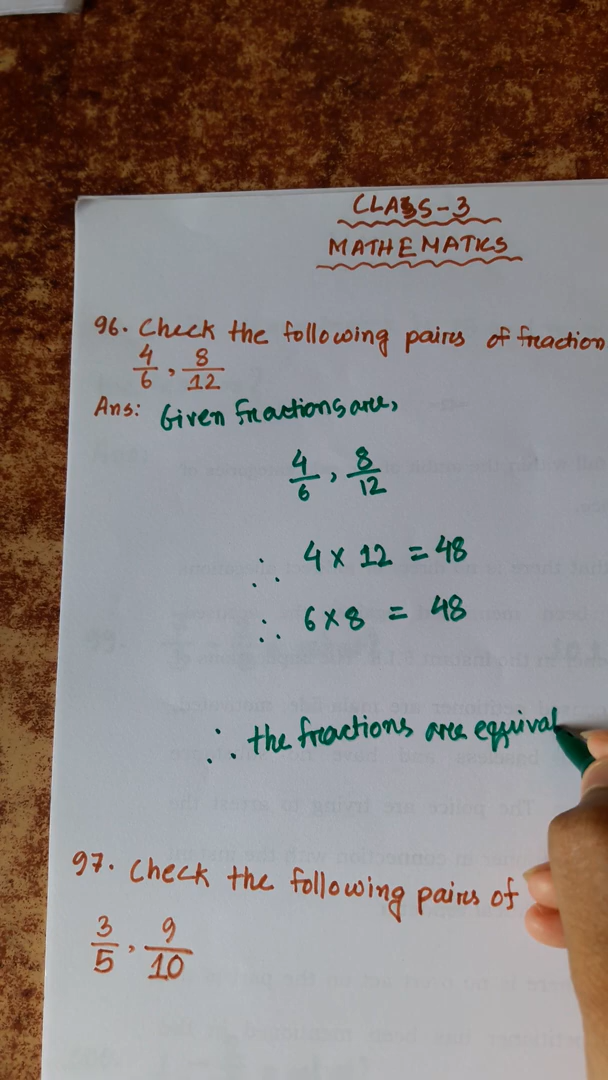 CLASS-3
MATHEMATICS
96. Check the following pairs of fraction
4/6, 8/12
Ans: Given fractions are,
4/6, 8/12
∴ 4 × 12 = 48
∴ 6 × 8 = 48
∴ the fractions are equival
97. Check the following pairs of
3/5, 9/10